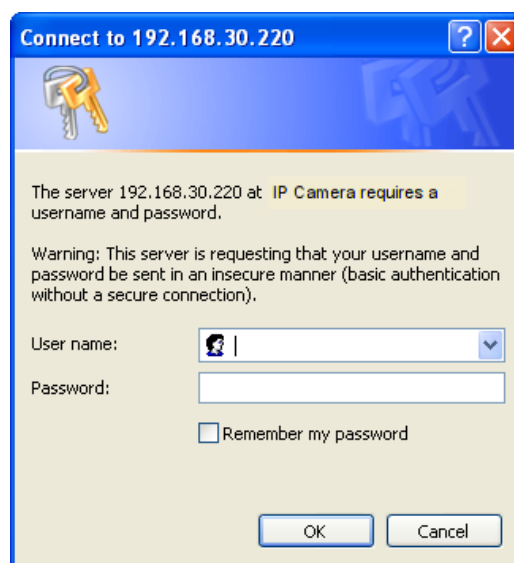 Connect to 192.168.30.220
?
The server 192.168.30.220 at IP Camera requires a
username and password.
Warning: This server is requesting that your username and
password be sent in an insecure manner (basic authentication
without a secure connection).
User name:
Password:
Remember my password
OK Cancel